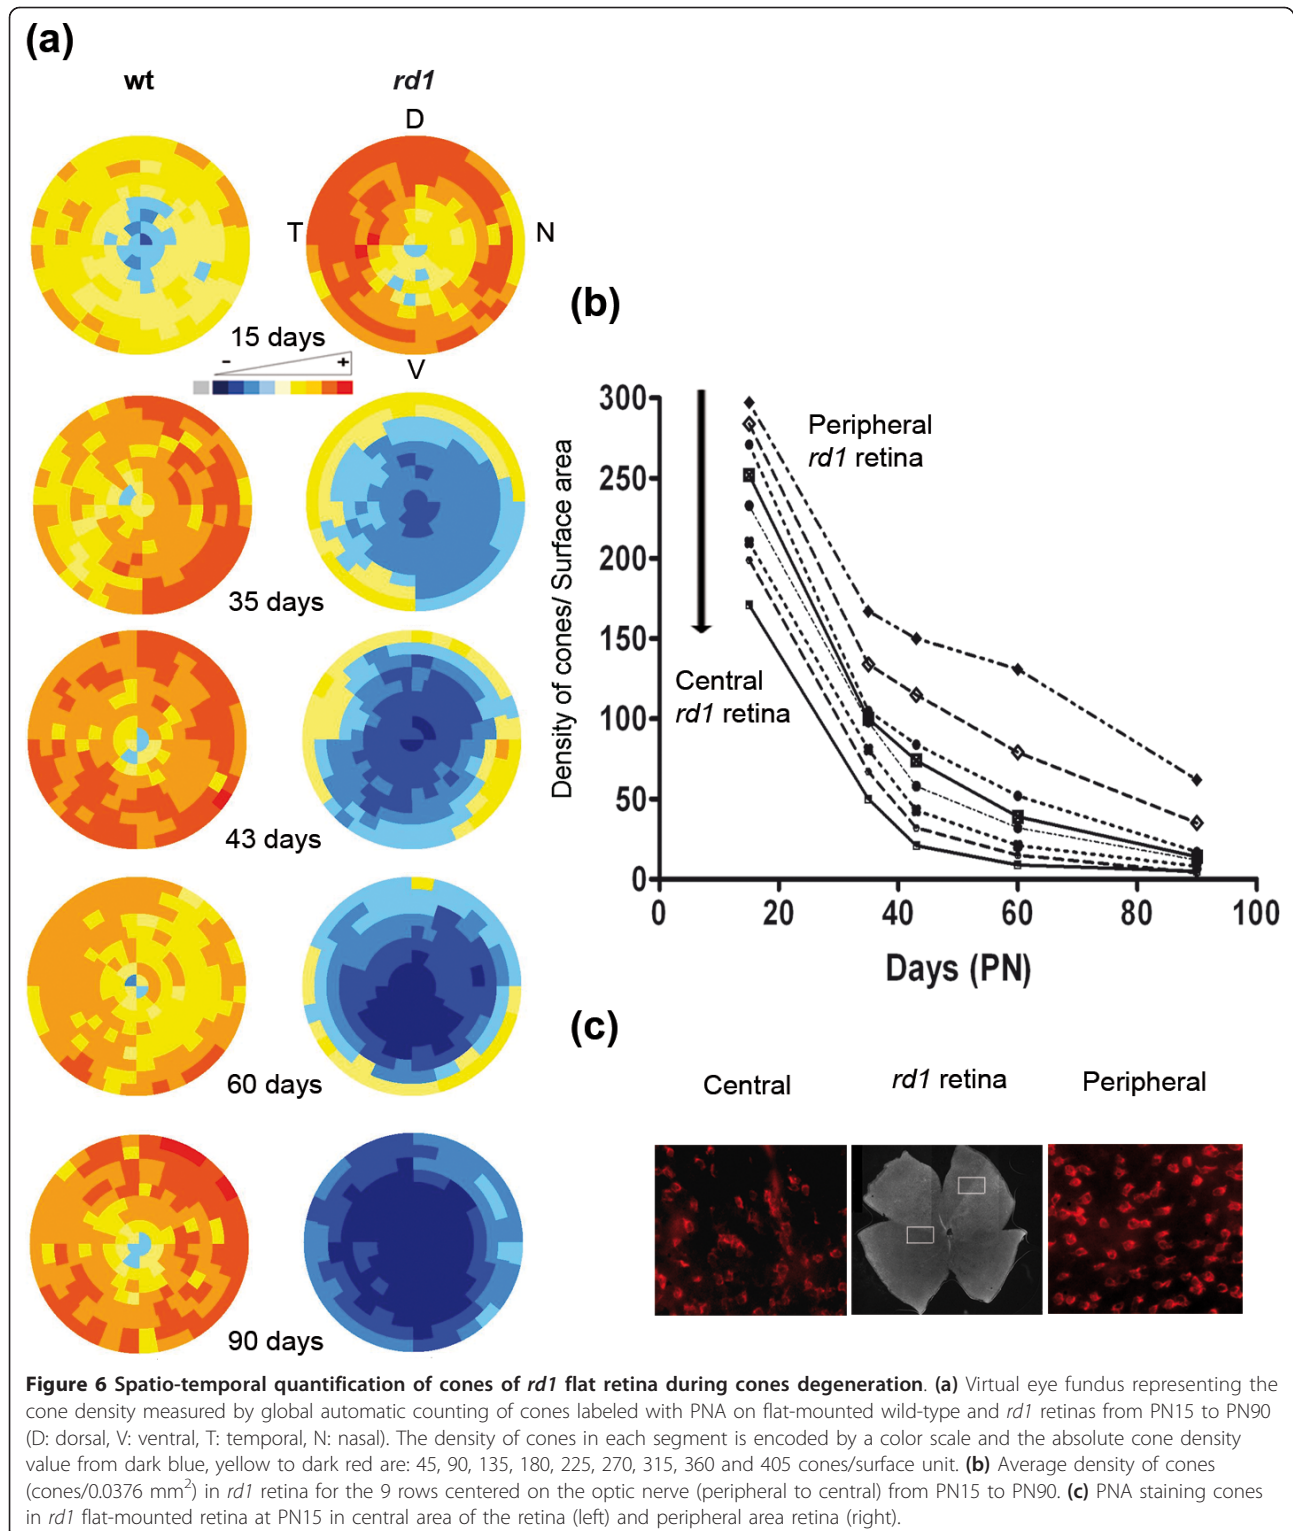 (a)
wt
rd1
D
T
N
15 days
- +
V
35 days
43 days
60 days
90 days
(b)
Density of cones/ Surface area
300
250
200
150
100
50
0
Peripheral
rd1 retina
Central
rd1 retina
0 20 40 60 80 100
Days (PN)
(c)
Central
rd1 retina
Peripheral
Figure 6 Spatio-temporal quantification of cones of rd1 flat retina during cones degeneration. (a) Virtual eye fundus representing the
cone density measured by global automatic counting of cones labeled with PNA on flat-mounted wild-type and rd1 retinas from PN15 to PN90
(D: dorsal, V: ventral, T: temporal, N: nasal). The density of cones in each segment is encoded by a color scale and the absolute cone density
value from dark blue, yellow to dark red are: 45, 90, 135, 180, 225, 270, 315, 360 and 405 cones/surface unit. (b) Average density of cones
(cones/0.0376 mm²) in rd1 retina for the 9 rows centered on the optic nerve (peripheral to central) from PN15 to PN90. (c) PNA staining cones
in rd1 flat-mounted retina at PN15 in central area of the retina (left) and peripheral area retina (right).